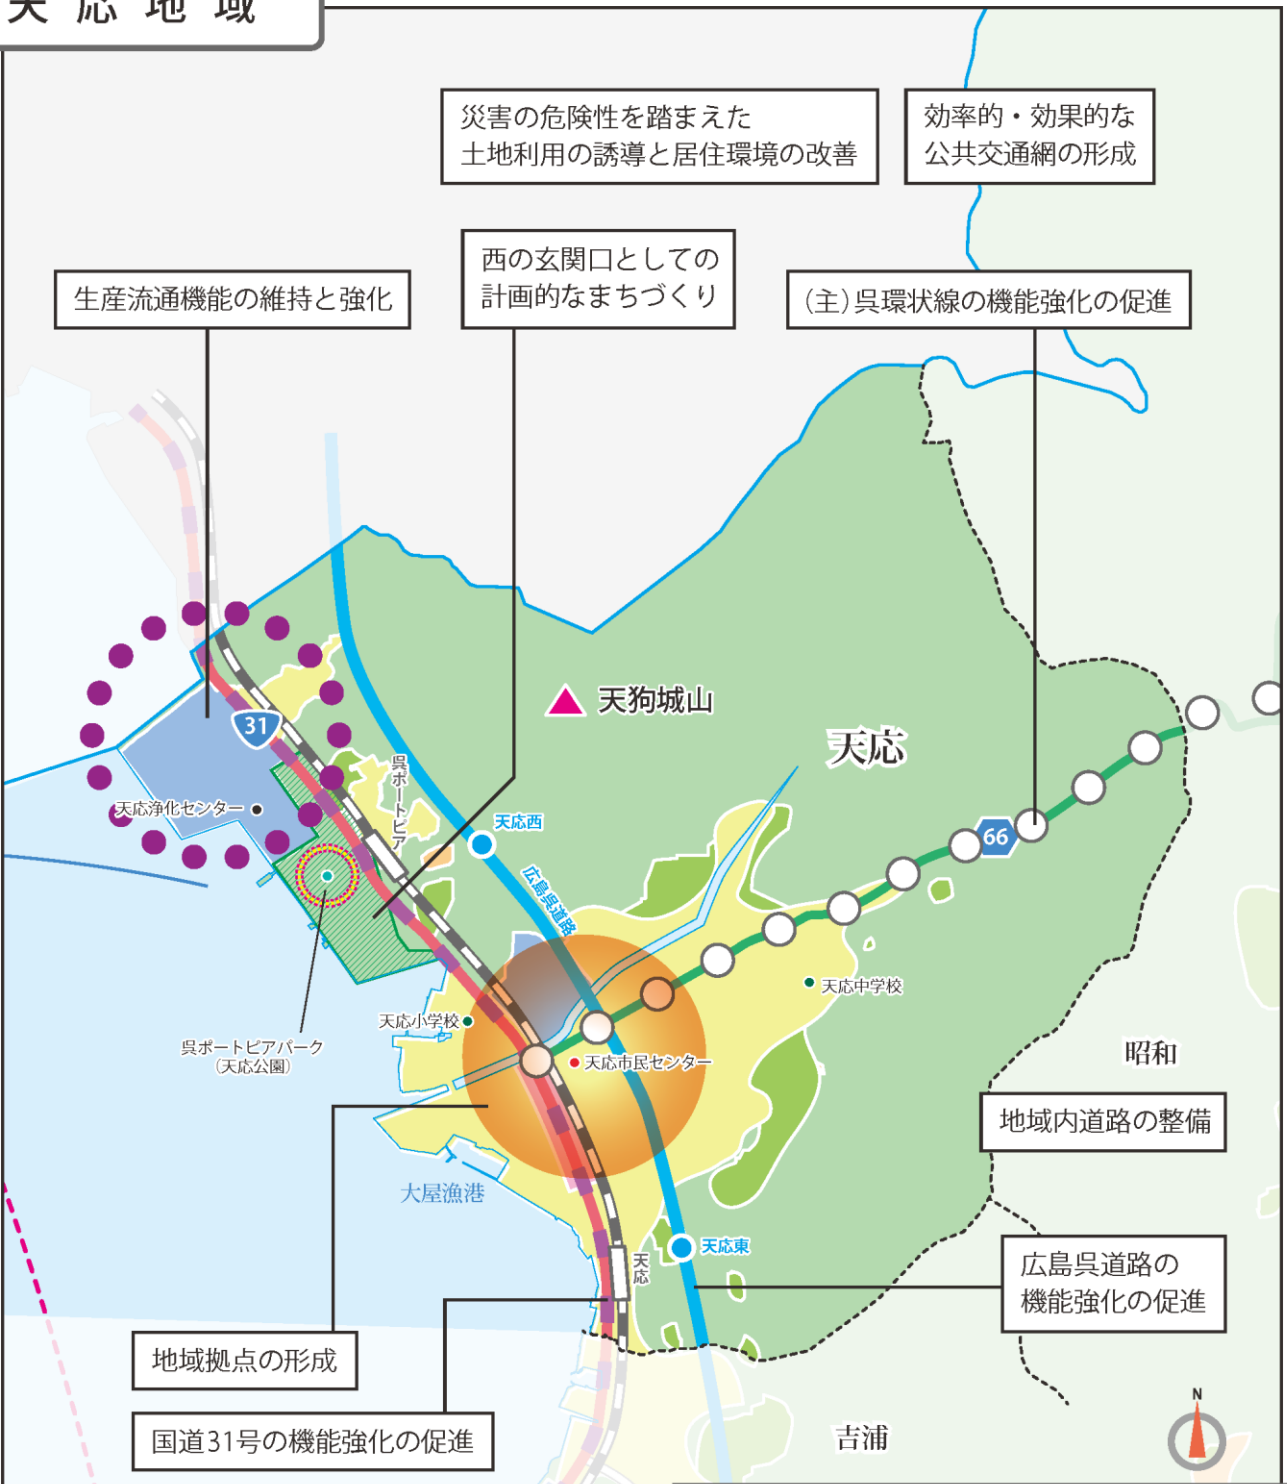 天応地域
災害の危険性を踏まえた
土地利用の誘導と居住環境の改善
効率的・効果的な
公共交通網の形成
西の玄関口としての
計画的なまちづくり
生産流通機能の維持と強化
(主)呉環状線の機能強化の促進
天狗城山
31
天応
呉ポートピア
天応浄化センター
天応西
66
広島呉道路
天応中学校
天応小学校
呉ポートピアパーク
(天応公園)
天応市民センター
昭和
地域内道路の整備
大屋漁港
天応東
天応
広島呉道路の
機能強化の促進
地域拠点の形成
国道31号の機能強化の促進
吉浦
N